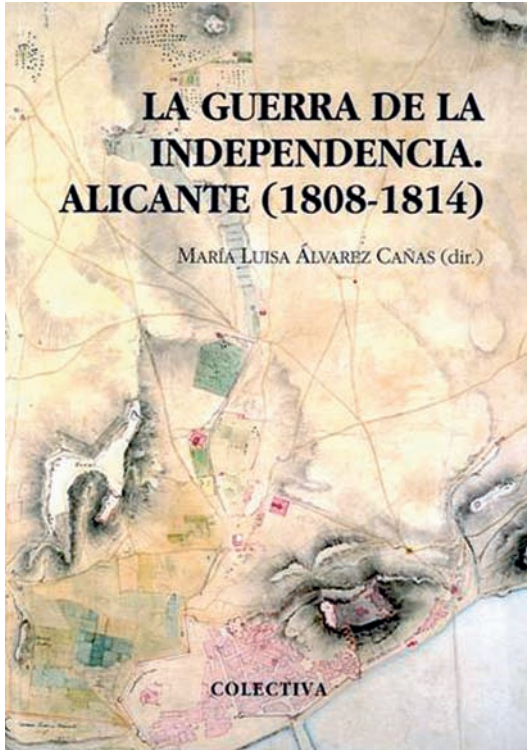 LA GUERRA DE LA
INDEPENDENCIA.
ALICANTE (1808-1814)
MARÍA LUISA ÁLVAREZ CAÑAS (dir.)
COLECTIVA